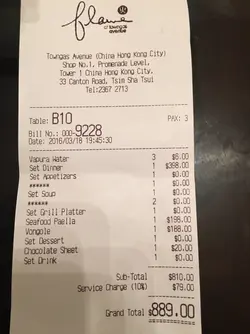 flame
at towngas
avenue
Towngas Avenue (China Hong Kong City)
Shop No.1, Promenade Level,
Tower 1 China Hong Kong City,
33 Canton Road, Tsim Sha Tsui
Tel:2367 2713
Table: B10 PAX: 3
Bill No.: 000-9228
Date: 2016/03/18 19:45:30
Vapura Water 3 $6.00
Set Dinner 1 $398.00
Set Appetizers 1 $0.00
###### 1 $0.00
Set Soup 1 $0.00
###### 2 $0.00
Set Grill Platter 1 $0.00
Seafood Paella 1 $198.00
Vongole 1 $188.00
Set Dessert 1 $0.00
Chocolate Sheet 1 $20.00
Set Drink 1 $0.00
Sub-Total $810.00
Service Charge (10%) $79.00
Grand Total $889.00